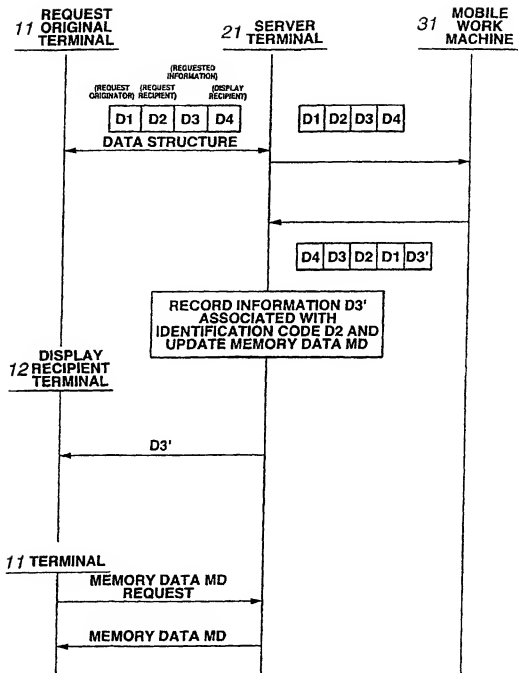 11 REQUEST ORIGINAL TERMINAL
21 SERVER TERMINAL
31 MOBILE WORK MACHINE
(REQUEST ORIGINATOR)
(REQUEST RECIPIENT)
(REQUESTED INFORMATION)
(DISPLAY RECIPIENT)
D1 D2 D3 D4
DATA STRUCTURE
D1 D2 D3 D4
D4 D3 D2 D1 D3'
RECORD INFORMATION D3'
ASSOCIATED WITH
IDENTIFICATION CODE D2 AND
UPDATE MEMORY DATA MD
12 DISPLAY RECIPIENT TERMINAL
D3'
11 TERMINAL
MEMORY DATA MD
REQUEST
MEMORY DATA MD